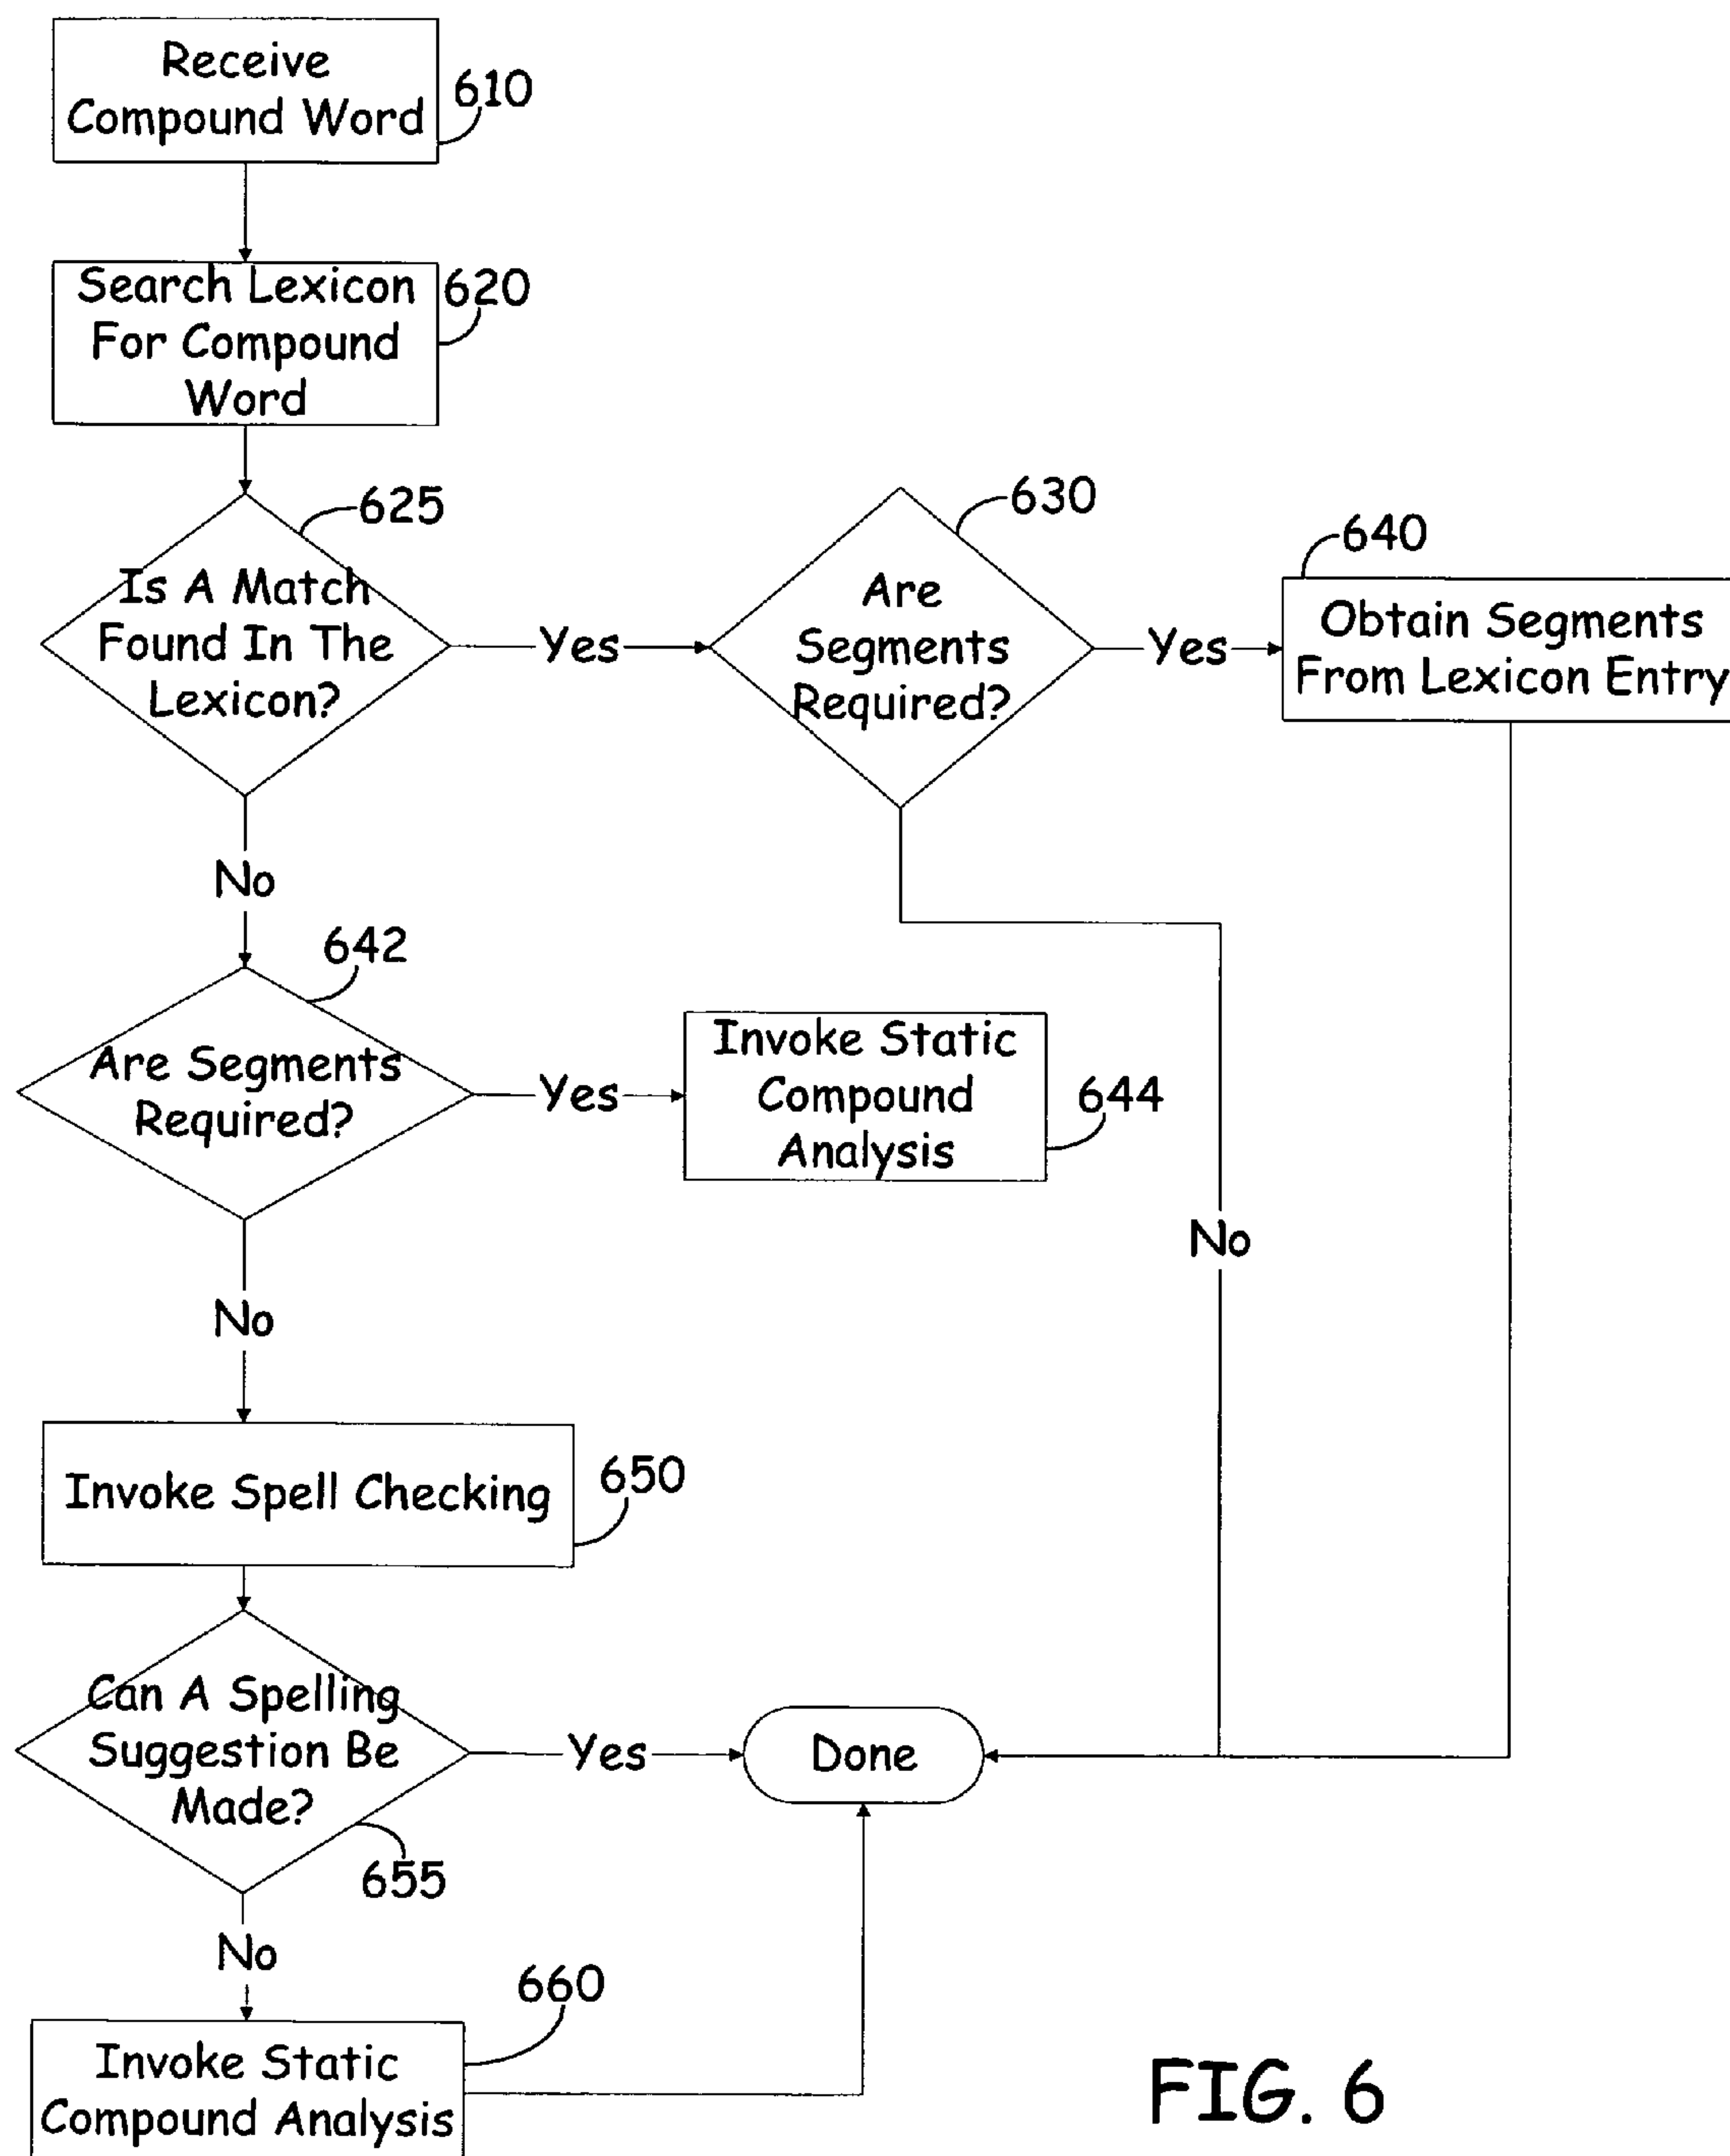 Receive
Compound Word
610
Search Lexicon
For Compound
Word
620
625
Is A Match
Found In The
Lexicon?
Yes
630
Are
Segments
Required?
Yes
640
Obtain Segments
From Lexicon Entry
No
642
Are Segments
Required?
Yes
Invoke Static
Compound
Analysis
644
No
No
Invoke Spell Checking
650
Can A Spelling
Suggestion Be
Made?
655
Yes
Done
No
660
Invoke Static
Compound Analysis
FIG. 6